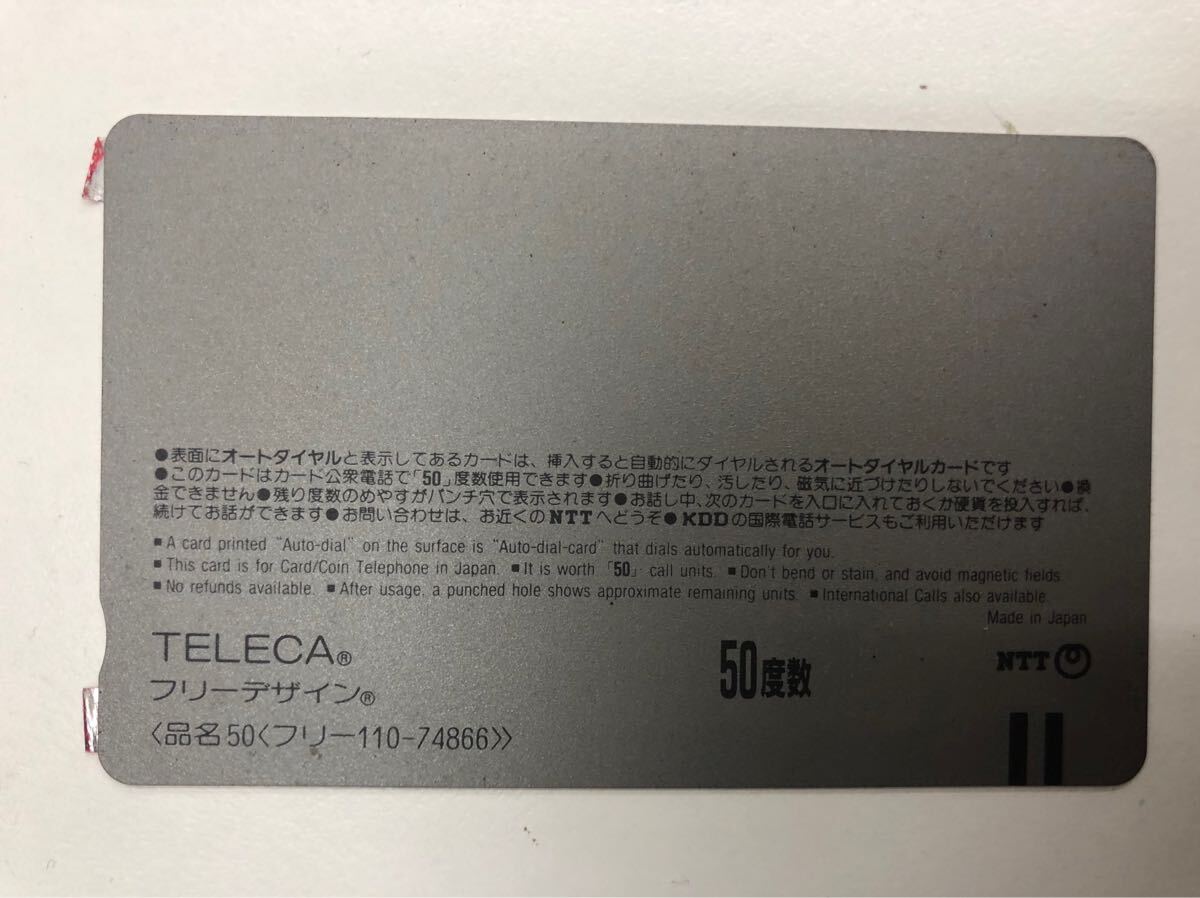 ●表面にオートダイヤルと表示してあるカードは、挿入すると自動的にダイヤルされるオートダイヤルカードです
●このカードはカード公衆電話で「50」度数使用できます●折り曲げたり、汚したり、磁気に近づけたりしないでください●換
金できません●残り度数のめやすがパンチ穴で表示されます●お話し中、次のカードを入口に入れておくか硬貨を投入すれば、
続けてお話ができます●お問い合わせは、お近くのNTTへどうぞ●KDDの国際電話サービスもご利用いただけます
■A card printed "Auto-dial" on the surface is "Auto-dial-card" that dials automatically for you.
■This card is for Card/Coin Telephone in Japan. ■It is worth「50」call units. ■Don't bend or stain, and avoid magnetic fields.
■No refunds available. ■After usage, a punched hole shows approximate remaining units. ■International Calls also available.
Made in Japan
TELECA®
フリーデザイン®
〈品名50〈フリー110-74866〉〉
50度数
NTT